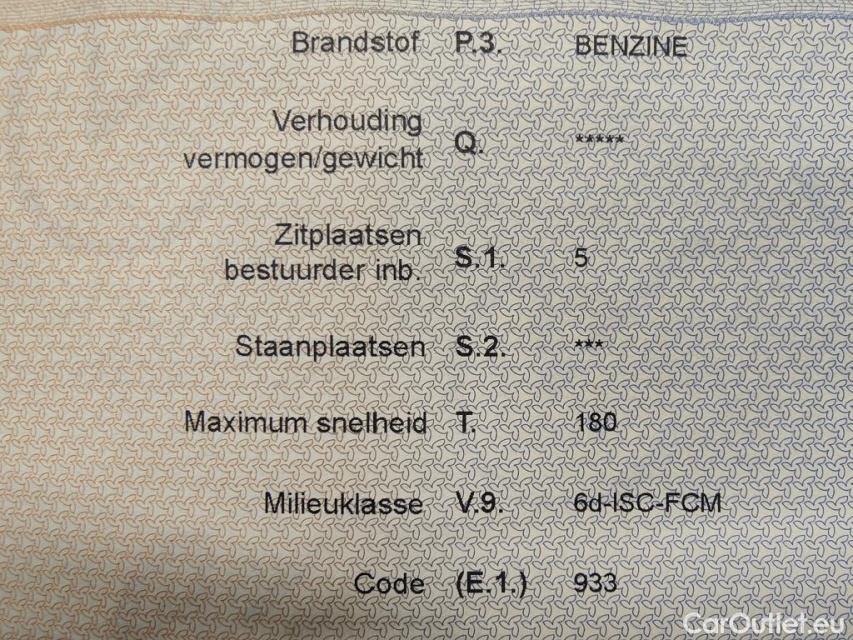 Brandstof P.3. BENZINE
Verhouding
vermogen/gewicht Q. *****
Zitplaatsen
bestuurder inb. S.1. 5
Staanplaatsen S.2. ***
Maximum snelheid T. 180
Milieuklasse V.9. 6d-ISC-FCM
Code (E.1.) 933
CarOutlet.eu